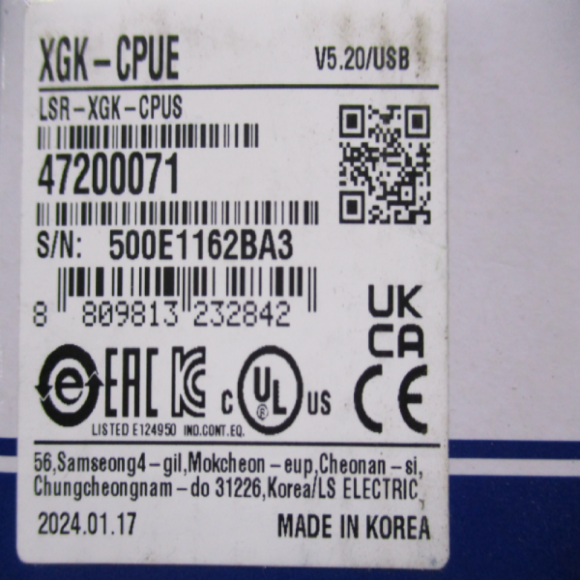 XGK-CPUE V5.20/USB
LSR-XGK-CPUS
47200071
S/N: 500E1162BA3
8 809813 232842
UK
CA
EAC KC C UL ® US CE
LISTED E124950 IND.CONT.EQ.
56,Samseong4-gil,Mokcheon-eup,Cheonan-si,
Chungcheongnam-do 31226,Korea/LS ELECTRIC
2024.01.17 MADE IN KOREA